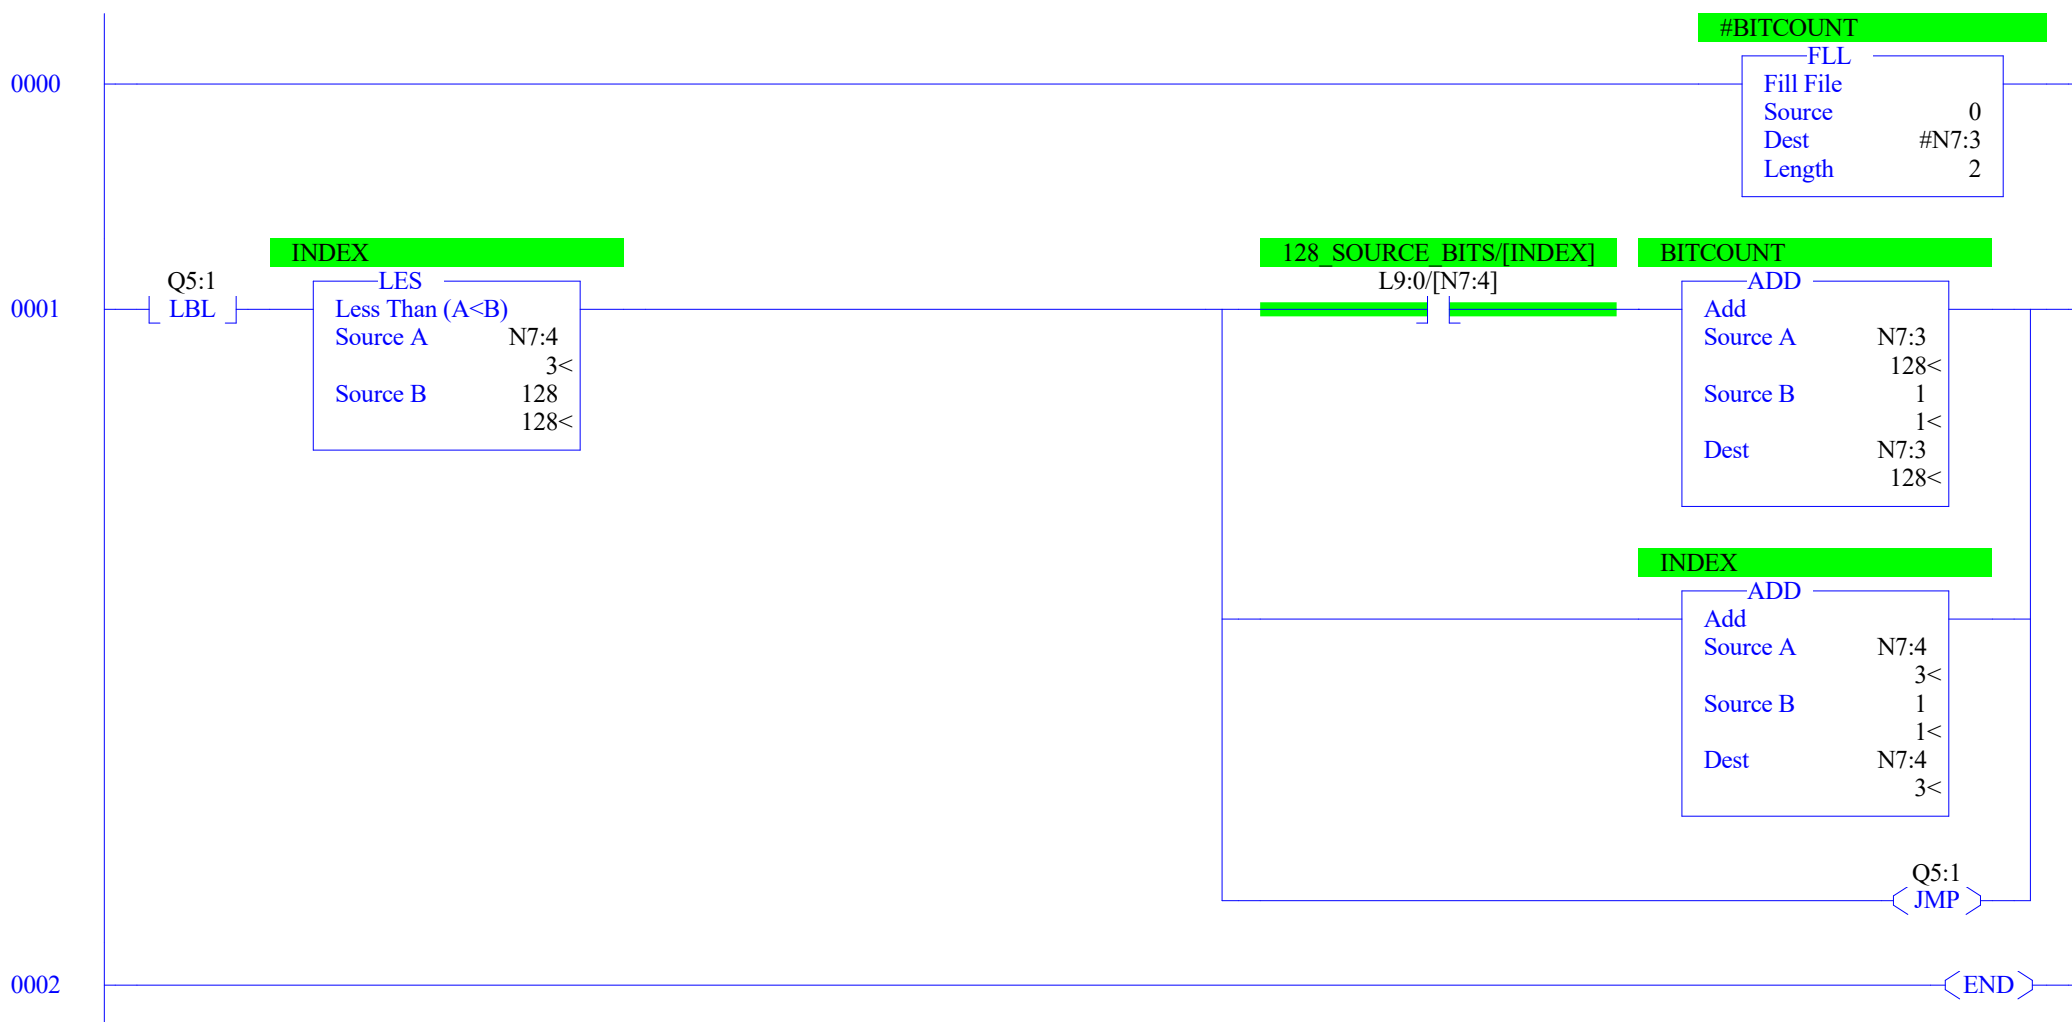 #BITCOUNT
FLL
0000
Fill File
Source 0
Dest #N7:3
Length 2
INDEX
128_SOURCE_BITS/[INDEX]
BITCOUNT
Q5:1
LES
L9:0/[N7:4]
ADD
0001
LBL
Less Than (A<B)
Add
Source A N7:4
Source A N7:3
3<
128<
Source B 128
Source B 1
128<
1<
Dest N7:3
128<
INDEX
ADD
Add
Source A N7:4
3<
Source B 1
1<
Dest N7:4
3<
Q5:1
JMP
0002
END